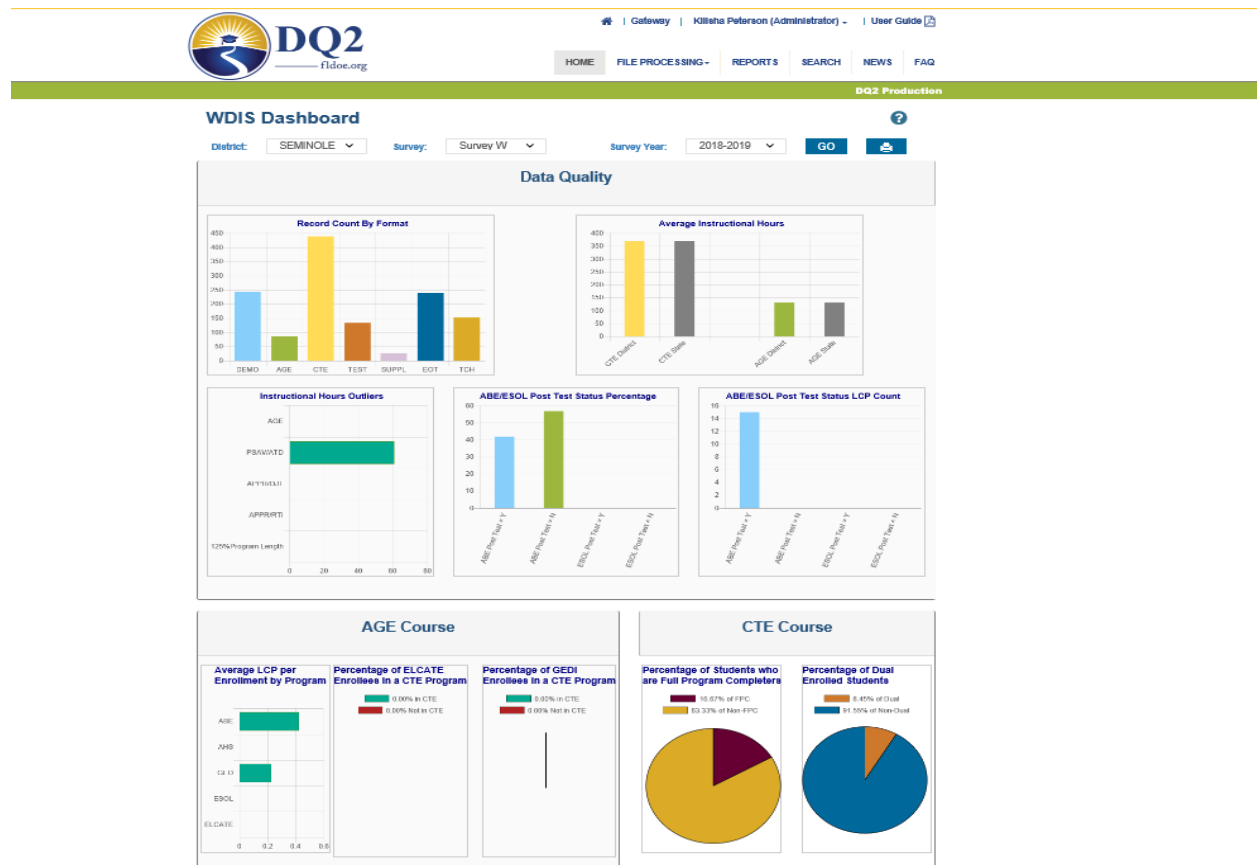 DQ2
fldoe.org
| Gateway | Kilisha Peterson (Administrator) | User Guide
HOME FILE PROCESSING REPORTS SEARCH NEWS FAQ
DQ2 Production
WDIS Dashboard
District: SEMINOLE Survey: Survey W Survey Year: 2018-2019 GO
Data Quality
Record Count By Format
450
400
350
300
250
200
150
100
50
0
DEMO AGE CTE TEST SUPPL EOT TCH
Average Instructional Hours
400
350
300
250
200
150
100
50
0
CTE District CTE State AGE District AGE State
Instructional Hours Outliers
AGE
PSAV/ATD
APPR/OJT
APPR/RTI
125%Program Length
0 20 40 60 80
ABE/ESOL Post Test Status Percentage
60
50
40
30
20
10
0
ABE Post Test = Y ABE Post Test = N ESOL Post Test = Y ESOL Post Test = N
ABE/ESOL Post Test Status LCP Count
16
14
12
10
8
6
4
2
0
ABE Post Test = Y ABE Post Test = N ESOL Post Test = Y ESOL Post Test = N
AGE Course
Average LCP per
Enrollment by Program
ABE
AHS
GED
ESOL
ELCATE
0 0.2 0.4 0.6
Percentage of ELCATE
Enrollees in a CTE Program
0.00% in CTE
0.00% Not in CTE
Percentage of GEDI
Enrollees in a CTE Program
0.00% in CTE
0.00% Not in CTE
CTE Course
Percentage of Students who
are Full Program Completers
16.67% of FPC
83.33% of Non-FPC
Percentage of Dual
Enrolled Students
8.45% of Dual
91.55% of Non-Dual